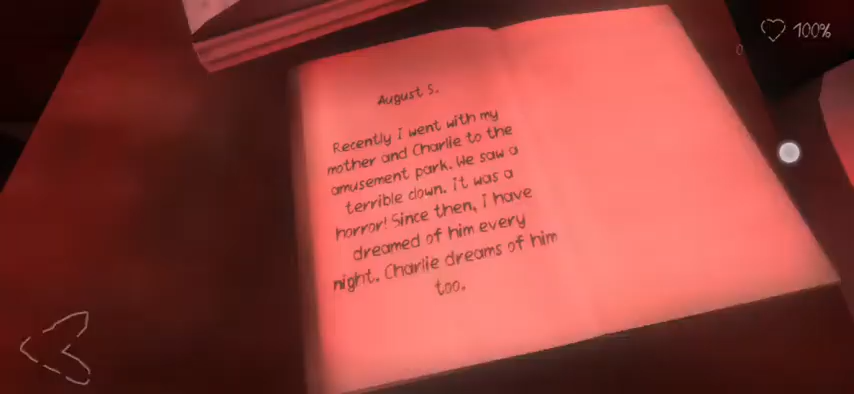 100%
0
August 5.
Recently i went with my
mother and Charlie to the
amusement park. We saw a
terrible clown. it was a
horror! Since then, i have
dreamed of him every
night. Charlie dreams of him
too.